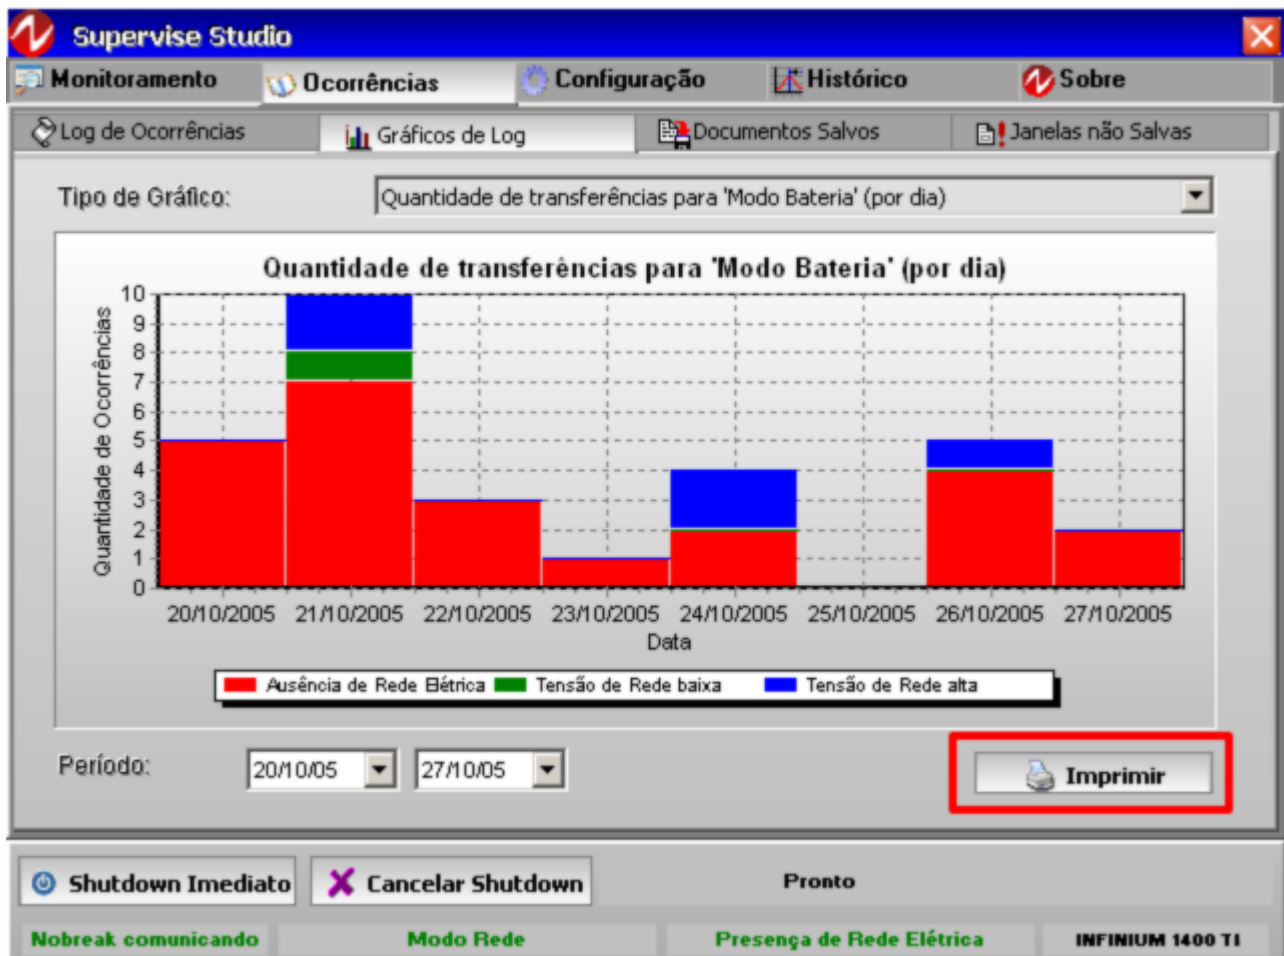 Supervise Studio
Monitoramento Ocorrências Configuração Histórico Sobre
Log de Ocorrências Gráficos de Log Documentos Salvos Janelas não Salvas
Tipo de Gráfico: Quantidade de transferências para 'Modo Bateria' (por dia)
Quantidade de transferências para 'Modo Bateria' (por dia)
Quantidade de Ocorrências
10
9
8
7
6
5
4
3
2
1
0
20/10/2005 21/10/2005 22/10/2005 23/10/2005 24/10/2005 25/10/2005 26/10/2005 27/10/2005
Data
Ausência de Rede Elétrica Tensão de Rede baixa Tensão de Rede alta
Período: 20/10/05 27/10/05 Imprimir
Shutdown Imediato Cancelar Shutdown Pronto
Nobreak comunicando Modo Rede Presença de Rede Elétrica INFINIUM 1400 TI